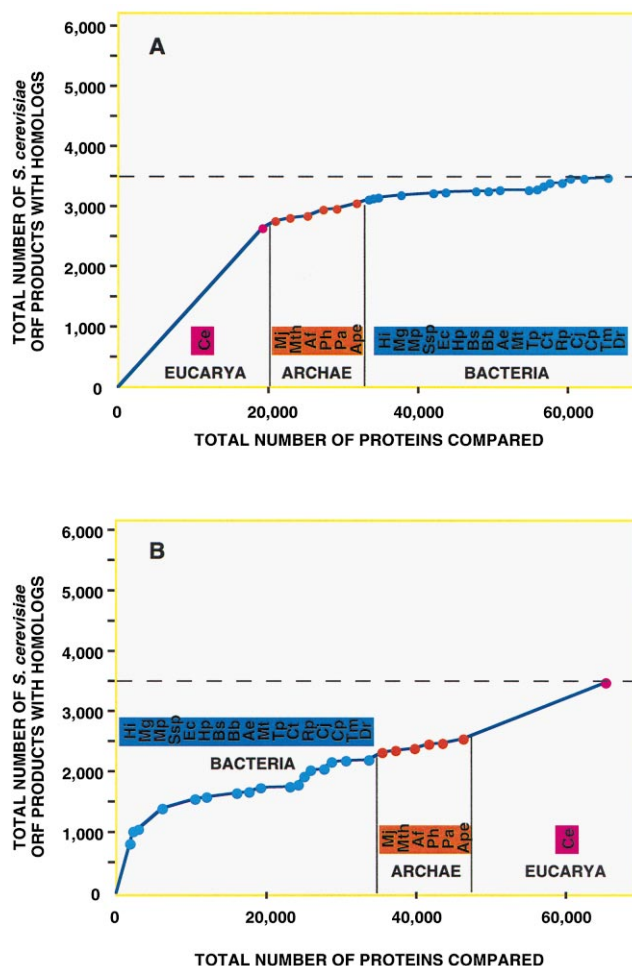 A
6,000
5,000
4,000
3,000
2,000
1,000
0
TOTAL NUMBER OF S. cerevisiae
ORF PRODUCTS WITH HOMOLOGS
Ce
EUCARYA
Mj
Mth
Af
Ph
Pa
Ape
ARCHAE
Hi
Mg
Mp
Ssp
Ec
Hp
Bs
Bb
Ae
Mt
Tp
Ct
Rp
Cj
Cp
Tm
Dr
BACTERIA
0
20,000
40,000
60,000
TOTAL NUMBER OF PROTEINS COMPARED
B
6,000
5,000
4,000
3,000
2,000
1,000
0
TOTAL NUMBER OF S. cerevisiae
ORF PRODUCTS WITH HOMOLOGS
Hi
Mg
Mp
Ssp
Ec
Hp
Bs
Bb
Ae
Mt
Tp
Ct
Rp
Cj
Cp
Tm
Dr
BACTERIA
Mj
Mth
Af
Ph
Pa
Ape
ARCHAE
Ce
EUCARYA
0
20,000
40,000
60,000
TOTAL NUMBER OF PROTEINS COMPARED